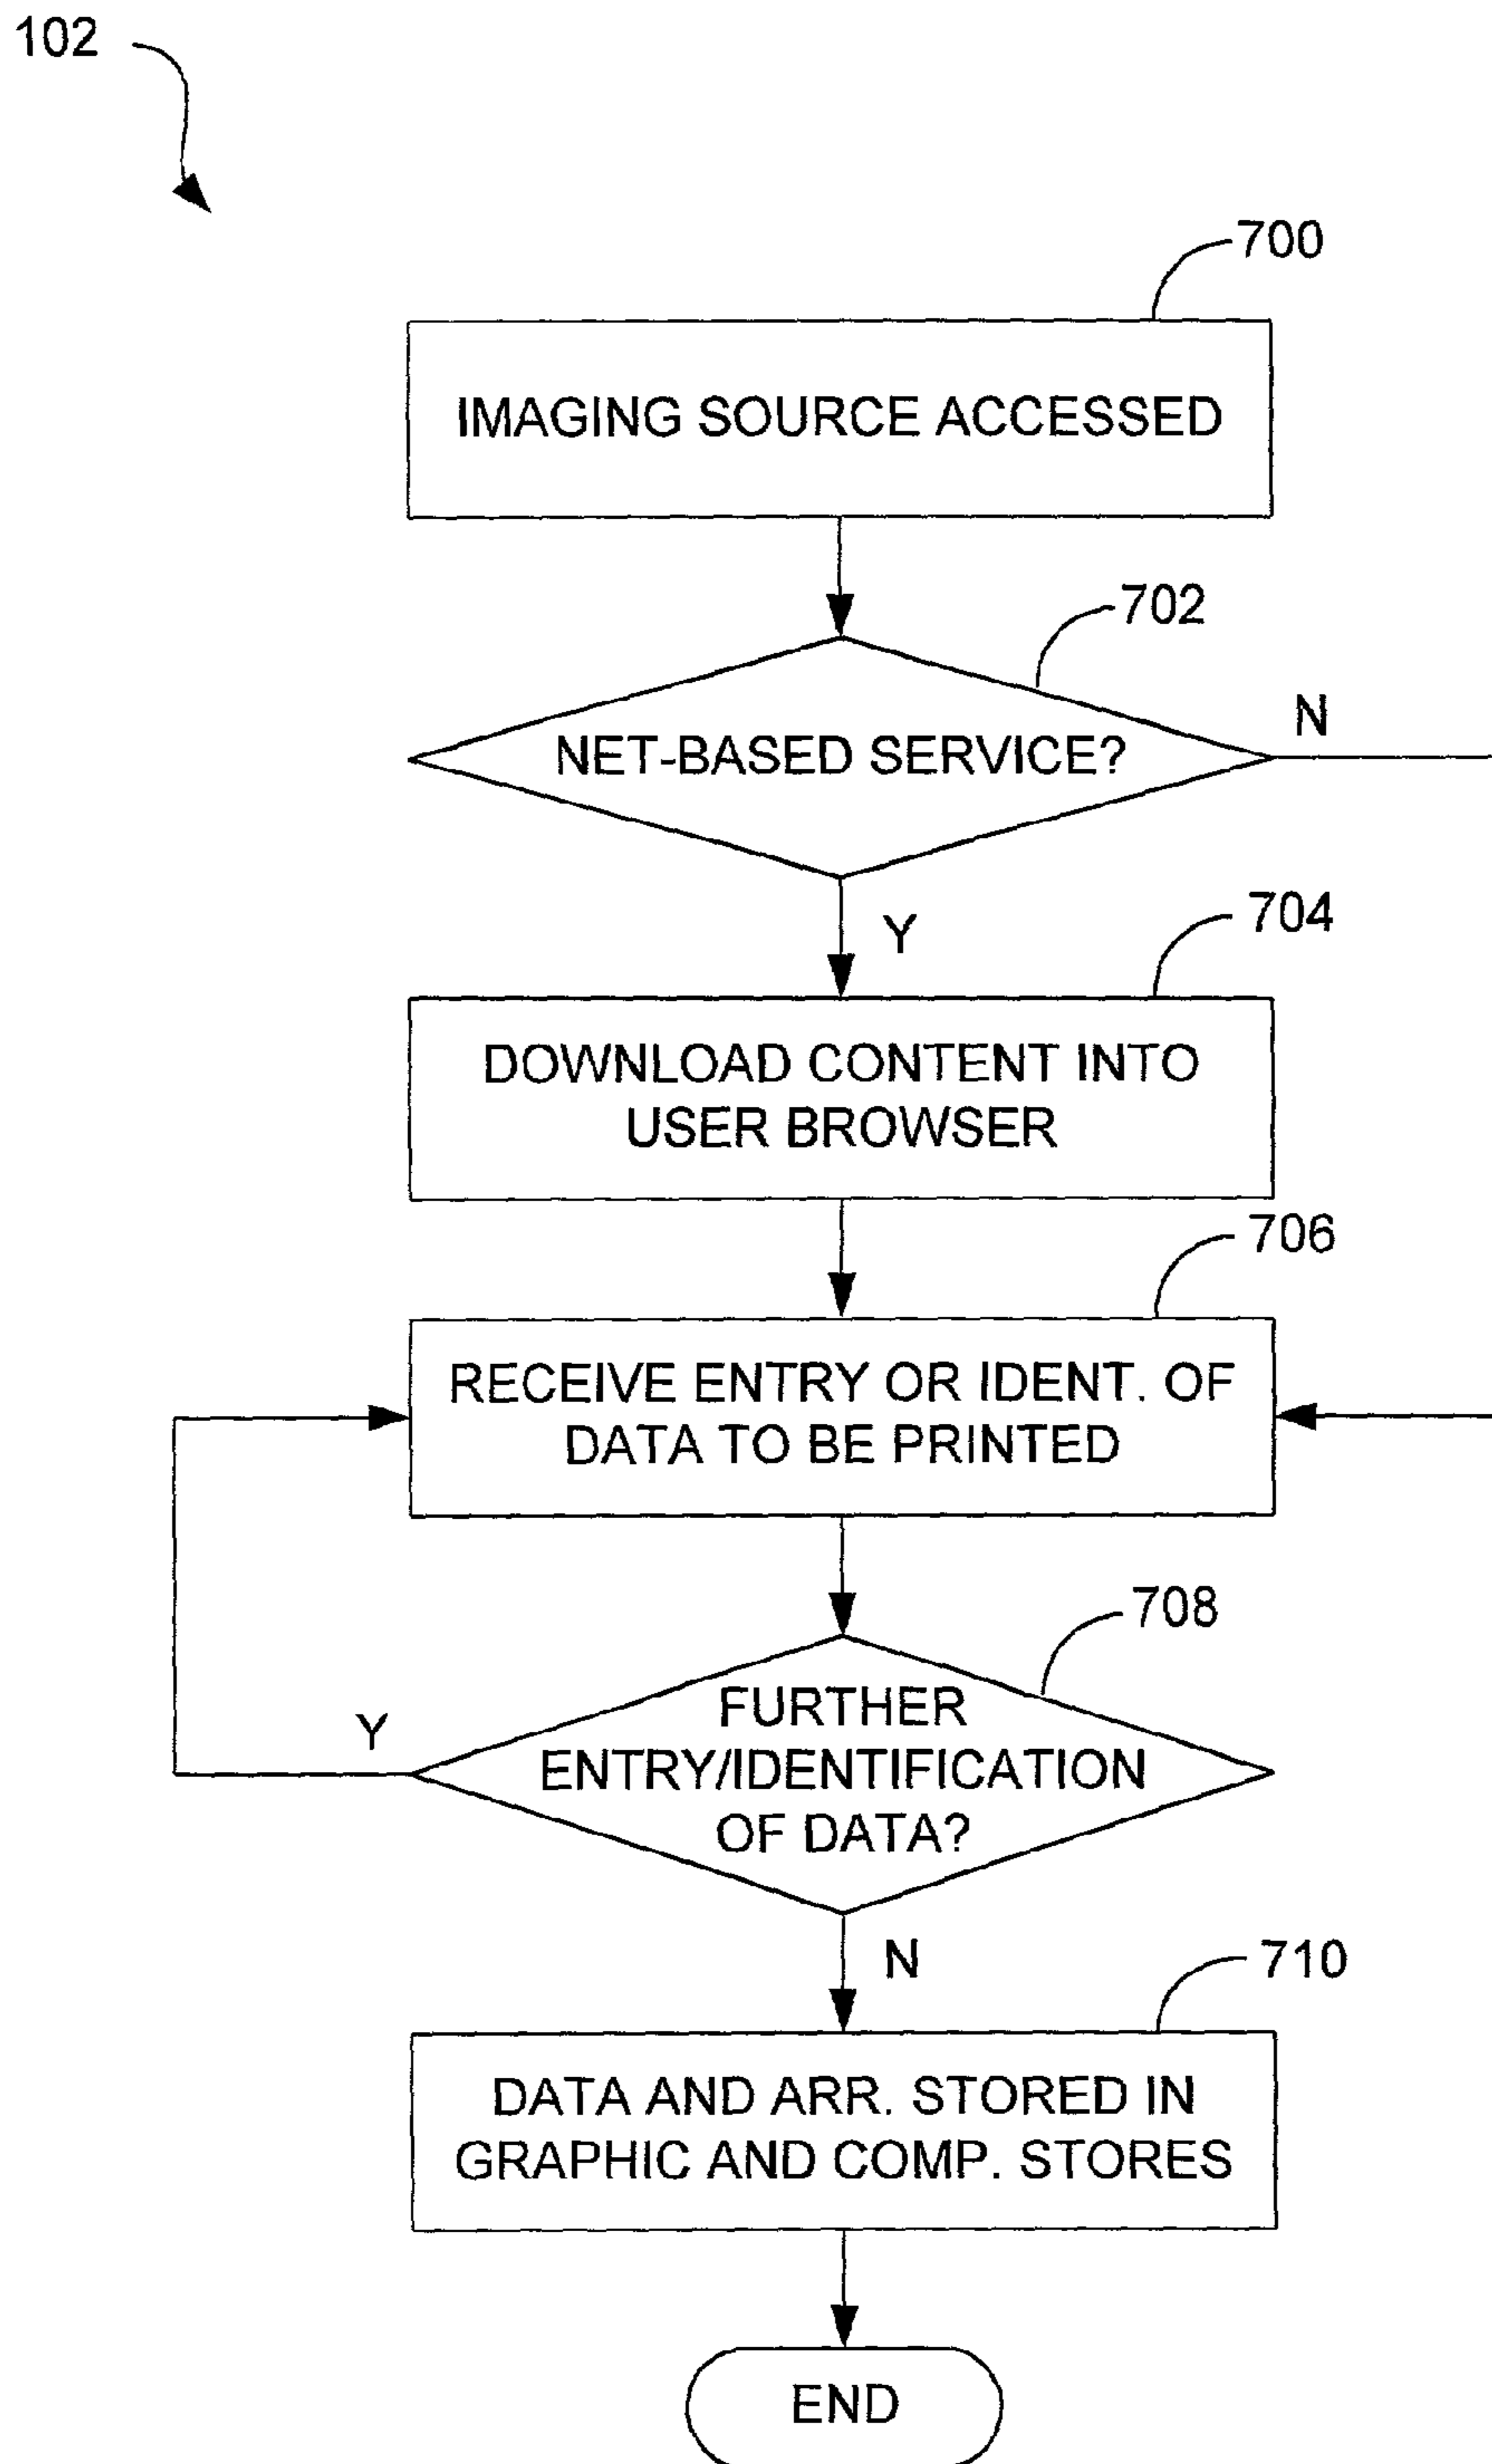 102
700
IMAGING SOURCE ACCESSED
702
NET-BASED SERVICE?
N
Y
704
DOWNLOAD CONTENT INTO
USER BROWSER
706
RECEIVE ENTRY OR IDENT. OF
DATA TO BE PRINTED
708
FURTHER
ENTRY/IDENTIFICATION
OF DATA?
Y
N
710
DATA AND ARR. STORED IN
GRAPHIC AND COMP. STORES
END